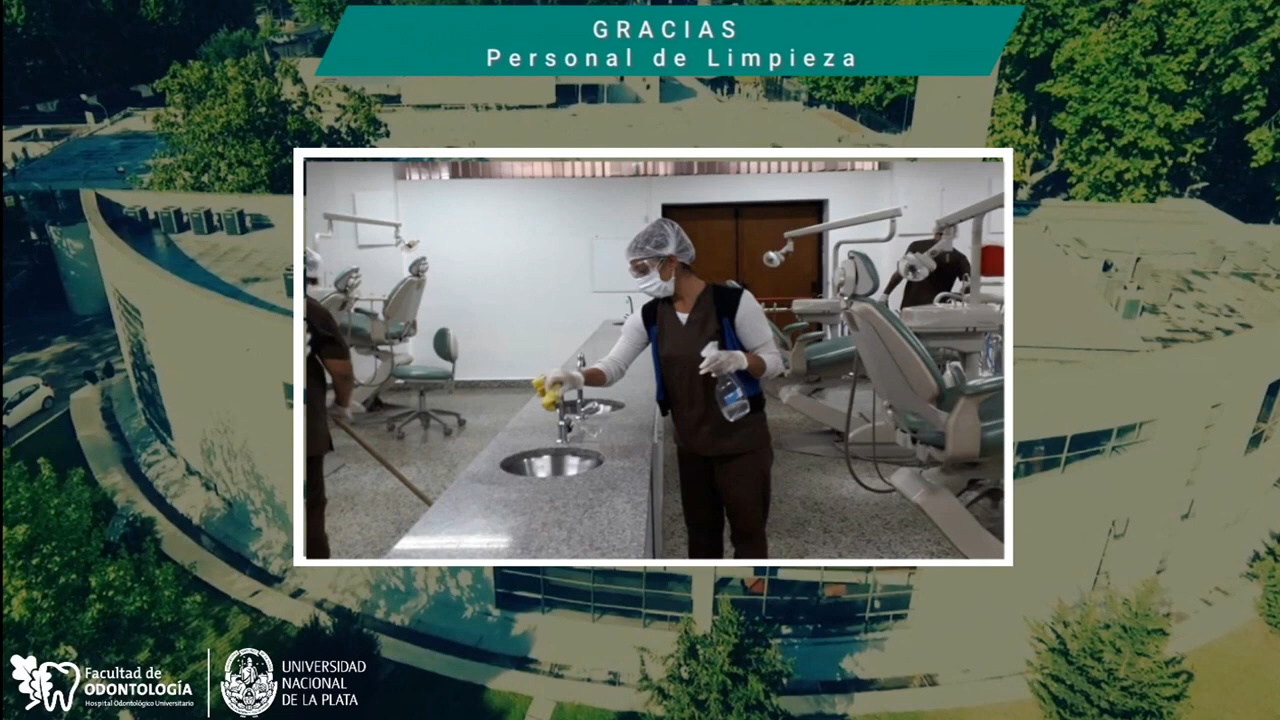 GRACIAS
Personal de Limpieza
Facultad de
ODONTOLOGÍA
Hospital Odontológico Universitario
UNIVERSIDAD
NACIONAL
DE LA PLATA